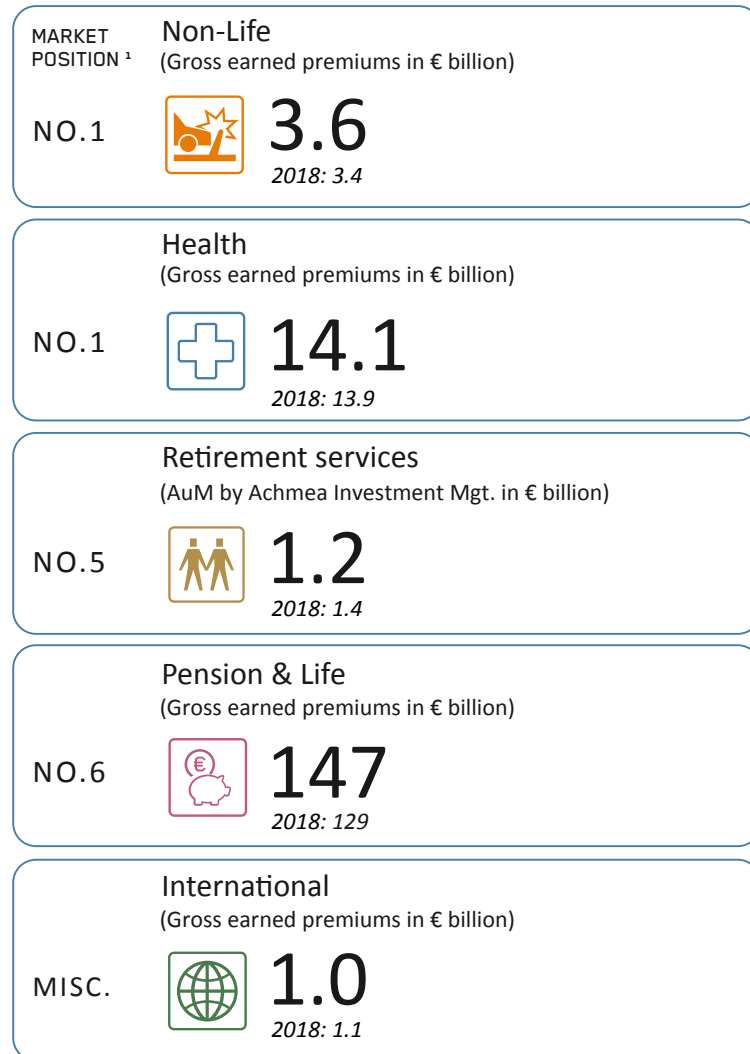 MARKET
POSITION ¹
Non-Life
(Gross earned premiums in € billion)
NO.1
3.6
2018: 3.4
Health
(Gross earned premiums in € billion)
NO.1
14.1
2018: 13.9
Retirement services
(AuM by Achmea Investment Mgt. in € billion)
NO.5
1.2
2018: 1.4
Pension & Life
(Gross earned premiums in € billion)
NO.6
€
147
2018: 129
International
(Gross earned premiums in € billion)
MISC.
1.0
2018: 1.1